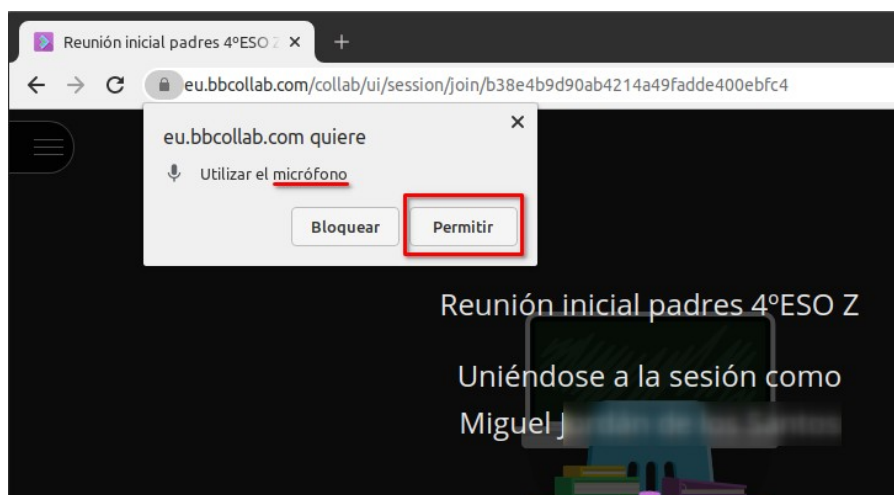 Reunión inicial padres 4ºESO Z
eu.bbcollab.com/collab/ui/session/join/b38e4b9d90ab4214a49fadde400ebfc4
eu.bbcollab.com quiere
Utilizar el micrófono
Bloquear
Permitir
Reunión inicial padres 4ºESO Z
Uniéndose a la sesión como
Miguel